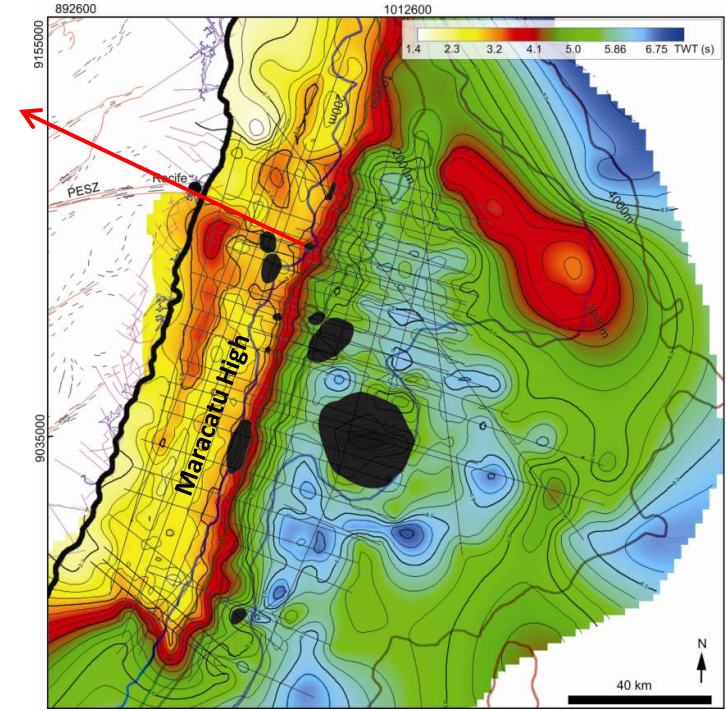 892600
1012600
9155000
1.4 2.3 3.2 4.1 5.0 5.86 6.75 TWT (s)
200m
4000m
Recife
PESZ
Maracatu High
9035000
N
40 km